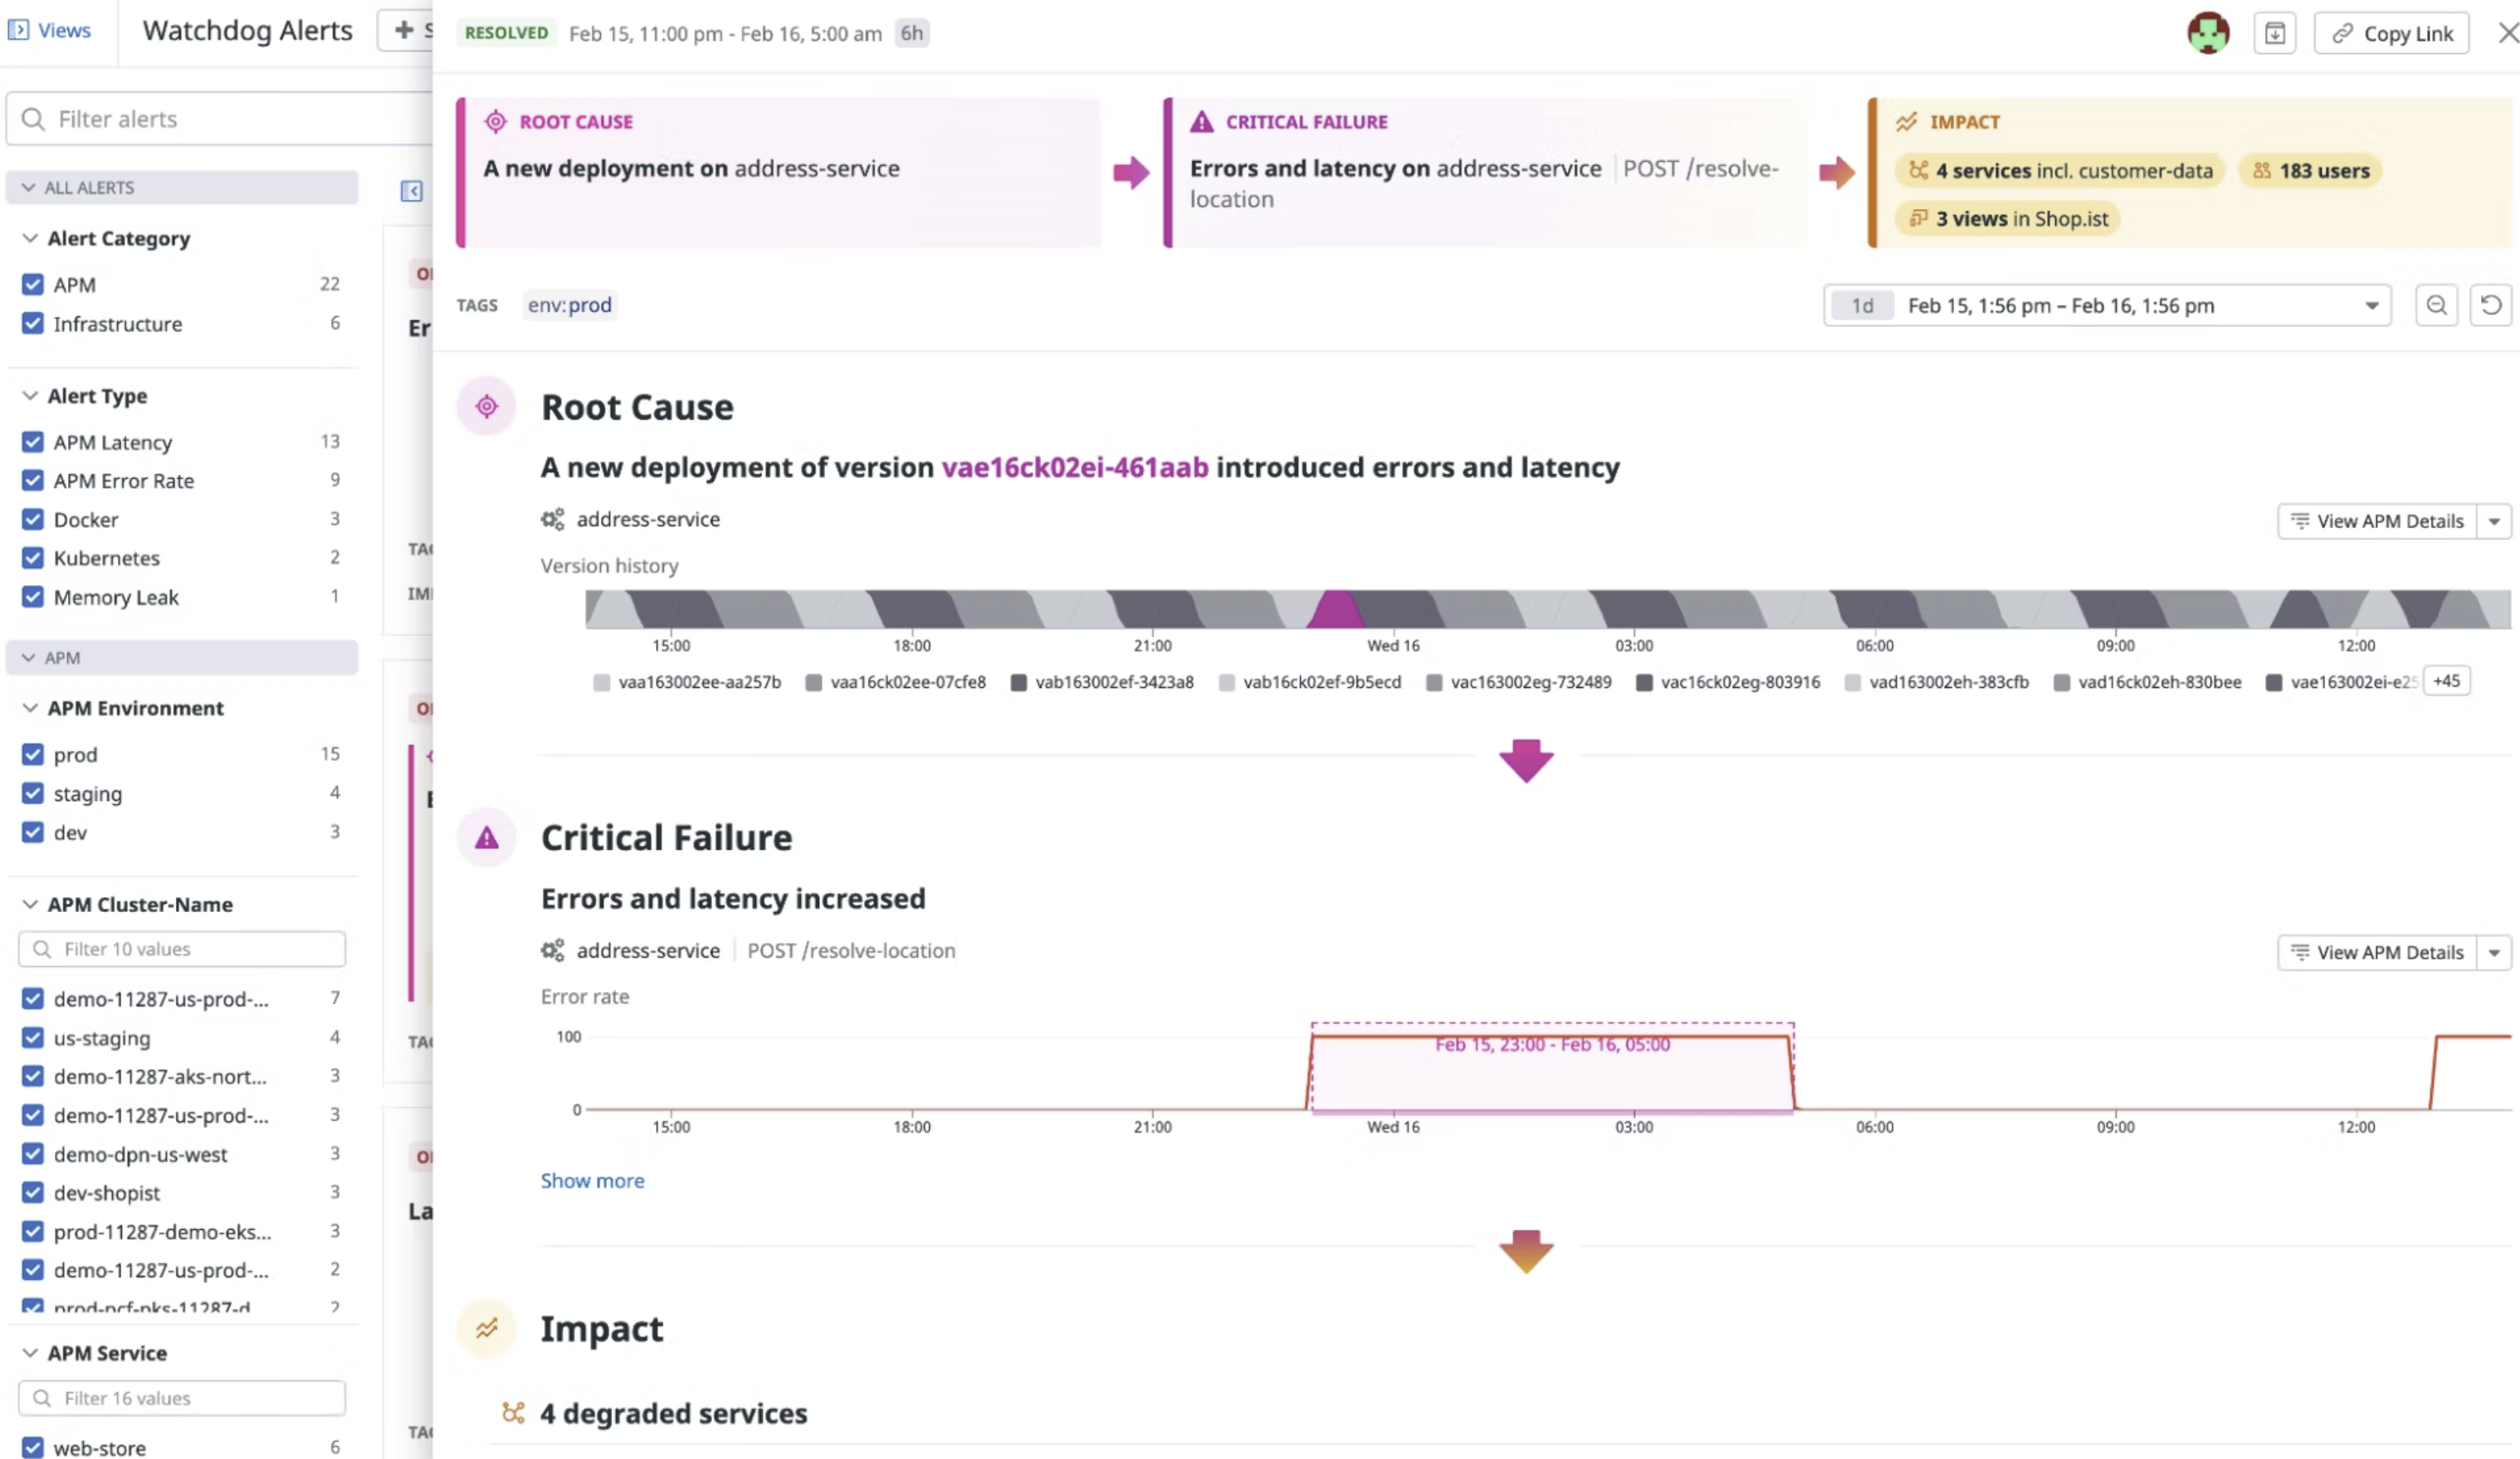 Views
Watchdog Alerts
Filter alerts
ALL ALERTS
Alert Category
APM 22
Infrastructure 6
Alert Type
APM Latency 13
APM Error Rate 9
Docker 3
Kubernetes 2
Memory Leak 1
APM
APM Environment
prod 15
staging 4
dev 3
APM Cluster-Name
Filter 10 values
demo-11287-us-prod-... 7
us-staging 4
demo-11287-aks-nort... 3
demo-11287-us-prod-... 3
demo-dpn-us-west 3
dev-shopist 3
prod-11287-demo-eks... 3
demo-11287-us-prod-... 2
prod-pcf-pks-11287-d 2
APM Service
Filter 16 values
web-store 6
Er
TAG
La
RESOLVED Feb 15, 11:00 pm - Feb 16, 5:00 am 6h
Copy Link
ROOT CAUSE
A new deployment on address-service
CRITICAL FAILURE
Errors and latency on address-service POST /resolve-
location
IMPACT
4 services incl. customer-data 183 users
3 views in Shop.ist
TAGS env:prod
1d Feb 15, 1:56 pm – Feb 16, 1:56 pm
Root Cause
A new deployment of version vae16ck02ei-461aab introduced errors and latency
address-service
View APM Details
Version history
15:00 18:00 21:00 Wed 16 03:00 06:00 09:00 12:00
vaa163002ee-aa257b vaa16ck02ee-07cfe8 vab163002ef-3423a8 vab16ck02ef-9b5ecd vac163002eg-732489 vac16ck02eg-803916 vad163002eh-383cfb vad16ck02eh-830bee vae163002ei-e25 +45
Critical Failure
Errors and latency increased
address-service POST /resolve-location
View APM Details
Error rate
100
Feb 15, 23:00 - Feb 16, 05:00
0
15:00 18:00 21:00 Wed 16 03:00 06:00 09:00 12:00
Show more
Impact
4 degraded services